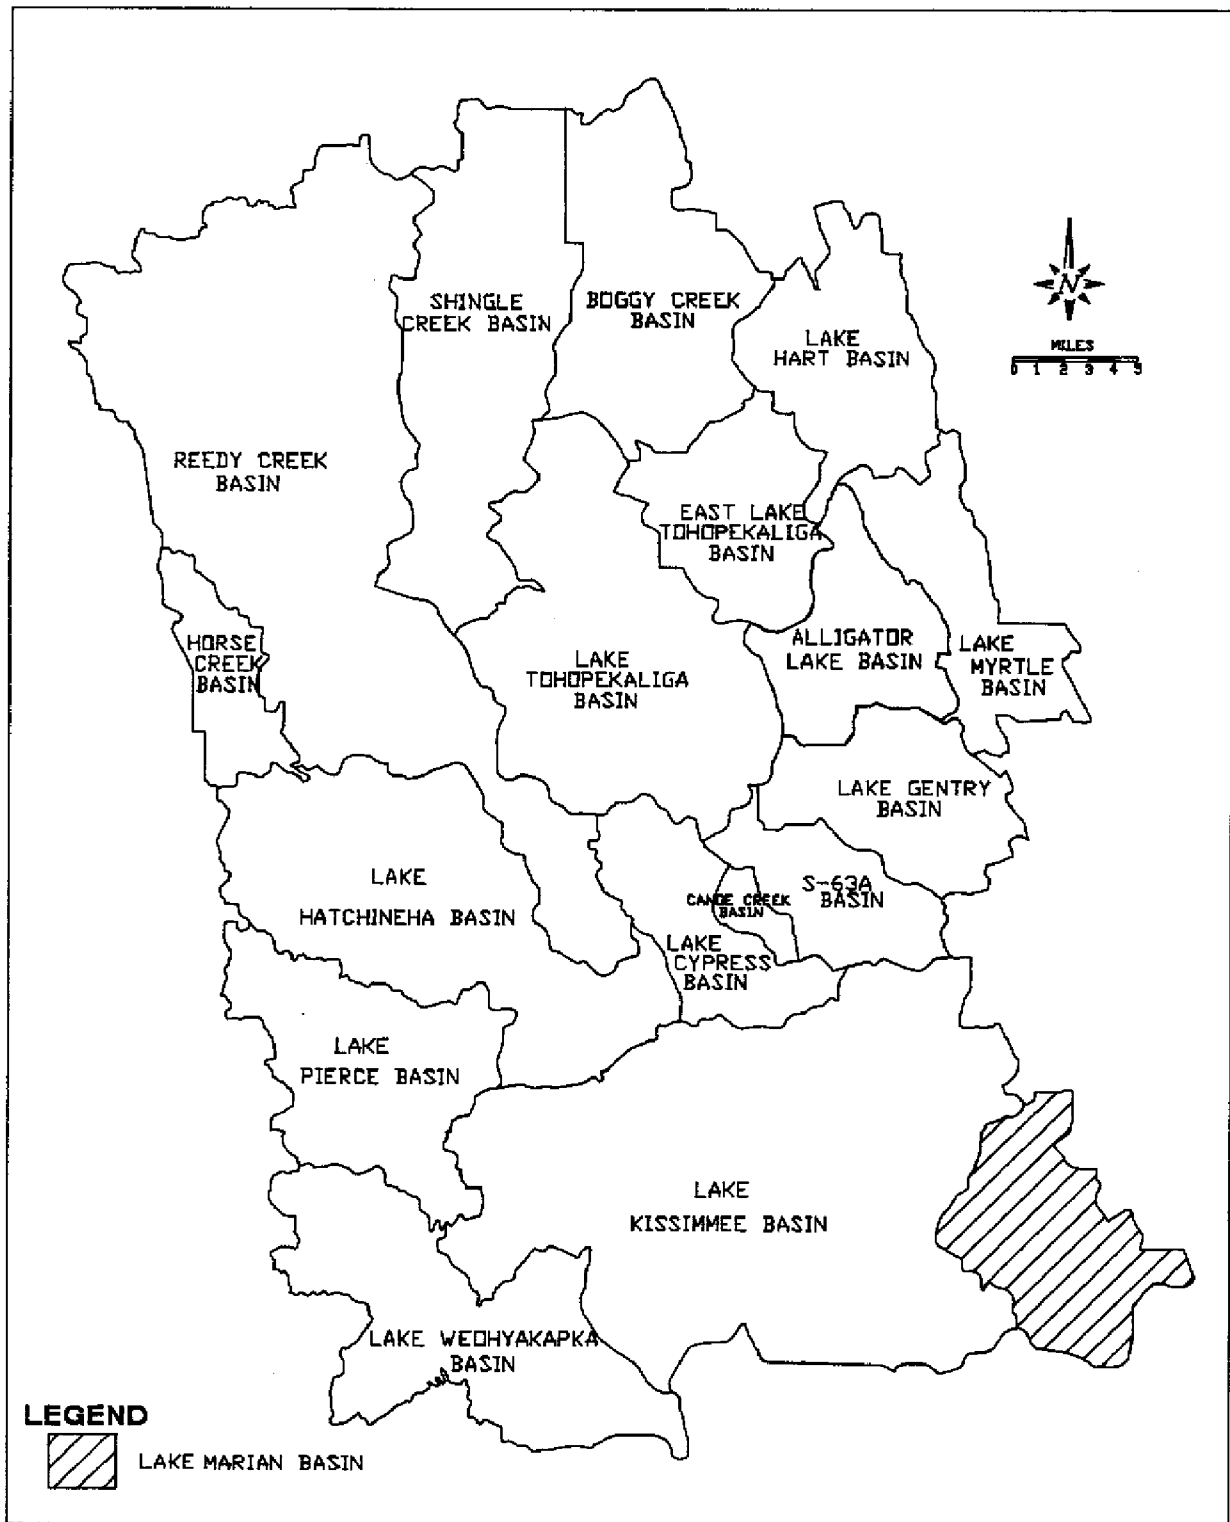 SHINGLE
CREEK BASIN
BOGGY CREEK
BASIN
LAKE
HART BASIN
N
MILES
0 1 2 3 4 5
REEDY CREEK
BASIN
EAST LAKE
TOHOPEKALIGA
BASIN
HORSE
CREEK
BASIN
LAKE
TOHOPEKALIGA
BASIN
ALLIGATOR
LAKE BASIN
LAKE
MYRTLE
BASIN
LAKE GENTRY
BASIN
LAKE
HATCHINEHA BASIN
CANOE CREEK
BASIN
S-63A
BASIN
LAKE
CYPRESS
BASIN
LAKE
PIERCE BASIN
LAKE
KISSIMMEE BASIN
LAKE WEOHYAKAPKA
BASIN
LEGEND
LAKE MARIAN BASIN